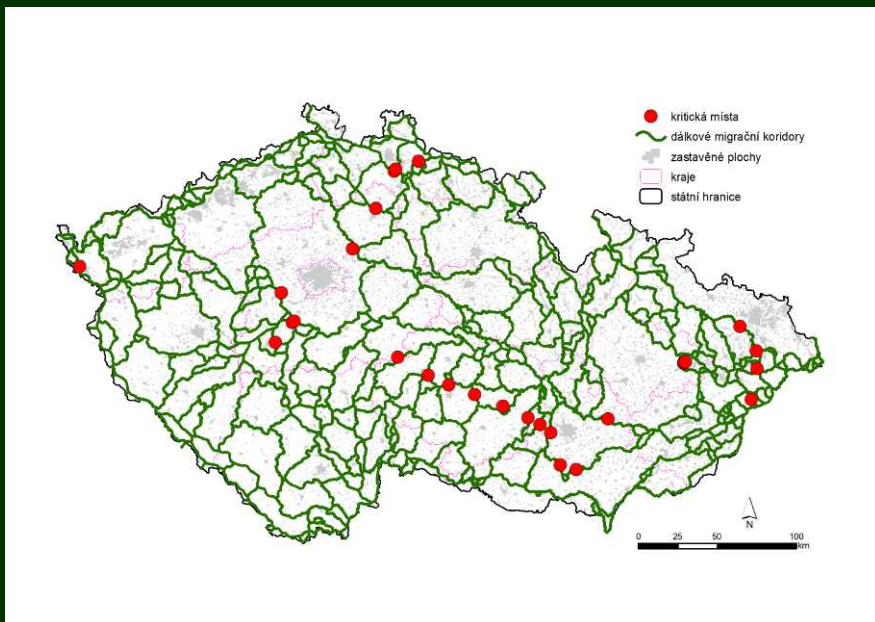 kritická místa
dálkové migrační koridory
zastavěné plochy
kraje
státní hranice
N
0 25 50 100
km